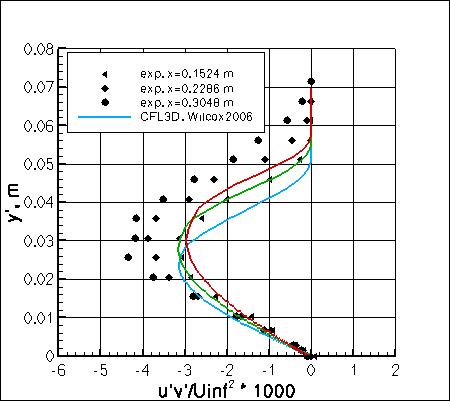 0.08
0.07
0.06
0.05
0.04
0.03
0.02
0.01
0
y', m
exp. x=0.1524 m
exp. x=0.2286 m
exp. x=0.3048 m
CFL3D, Wilcox2006
-6 -5 -4 -3 -2 -1 0 1 2
u'v'/Uinf² * 1000